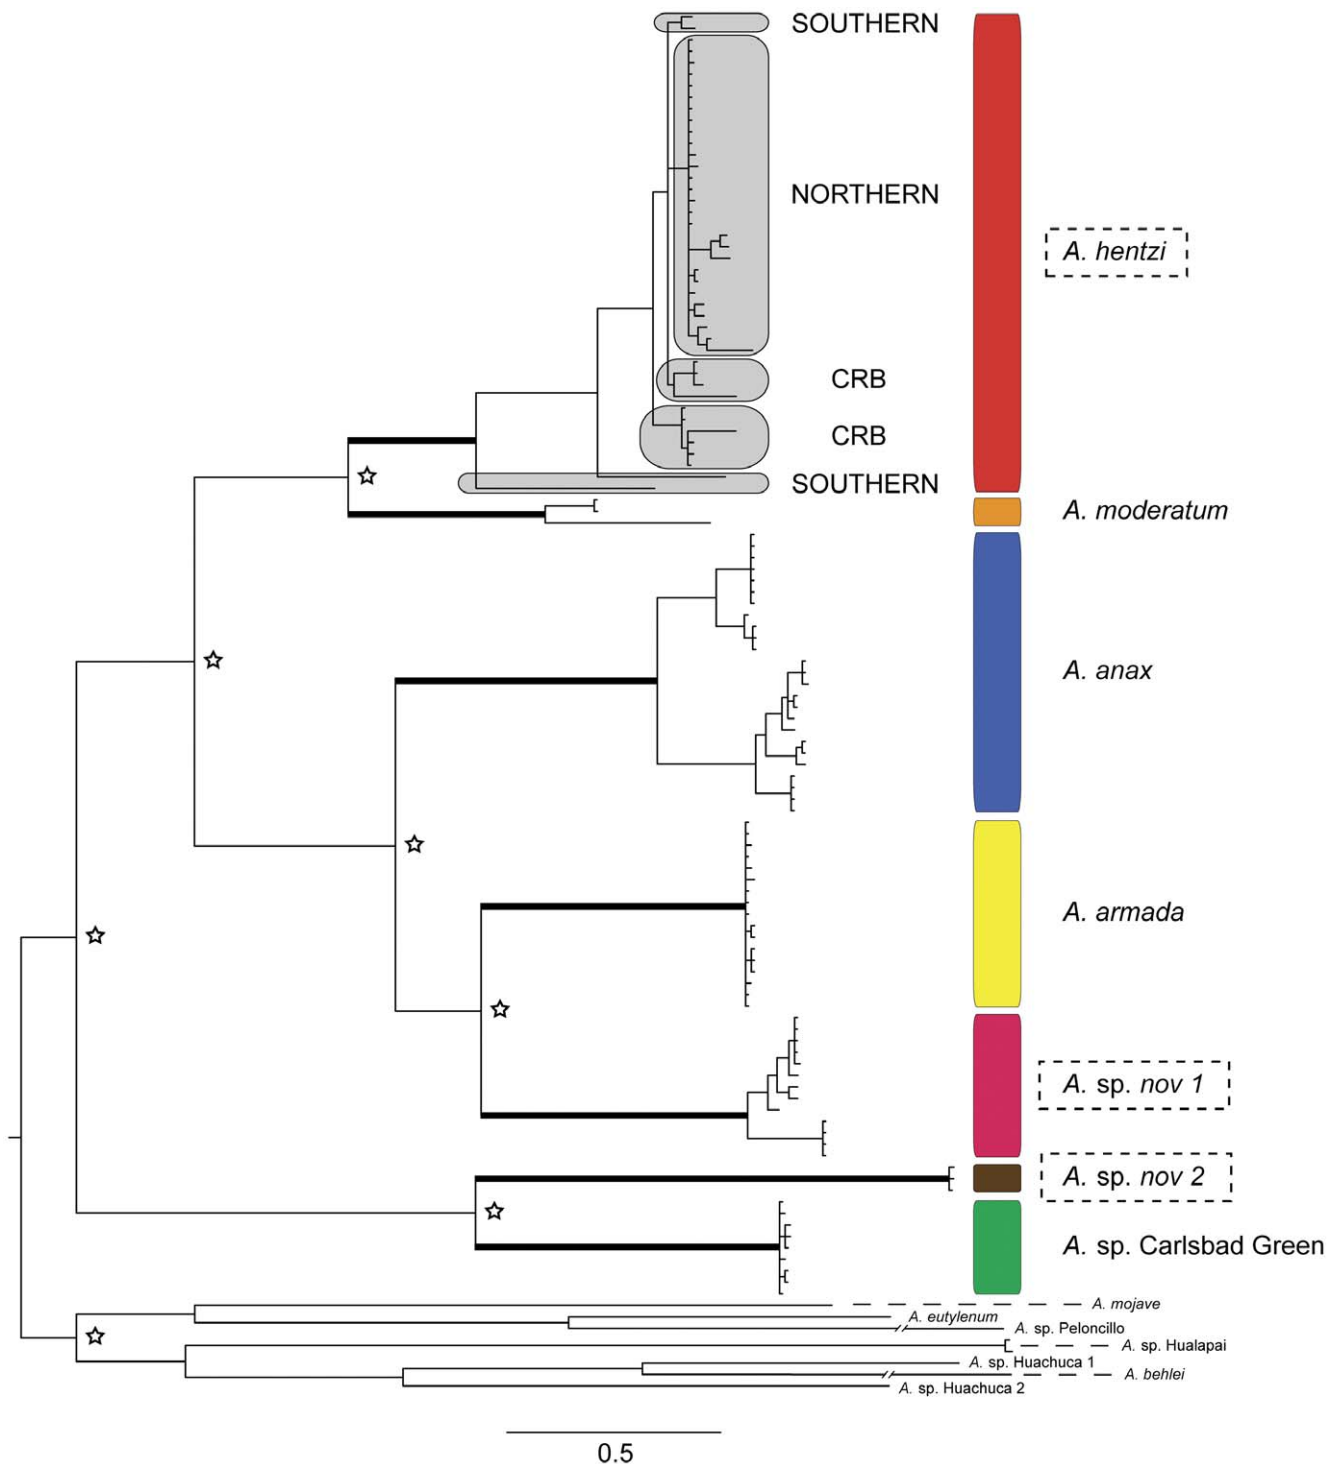 SOUTHERN
NORTHERN
A. hentzi
CRB
CRB
SOUTHERN
A. moderatum
A. anax
A. armada
A. sp. nov 1
A. sp. nov 2
A. sp. Carlsbad Green
A. mojave
A. eutylenum
A. sp. Peloncillo
A. sp. Hualapai
A. sp. Huachuca 1
A. behlei
A. sp. Huachuca 2
0.5